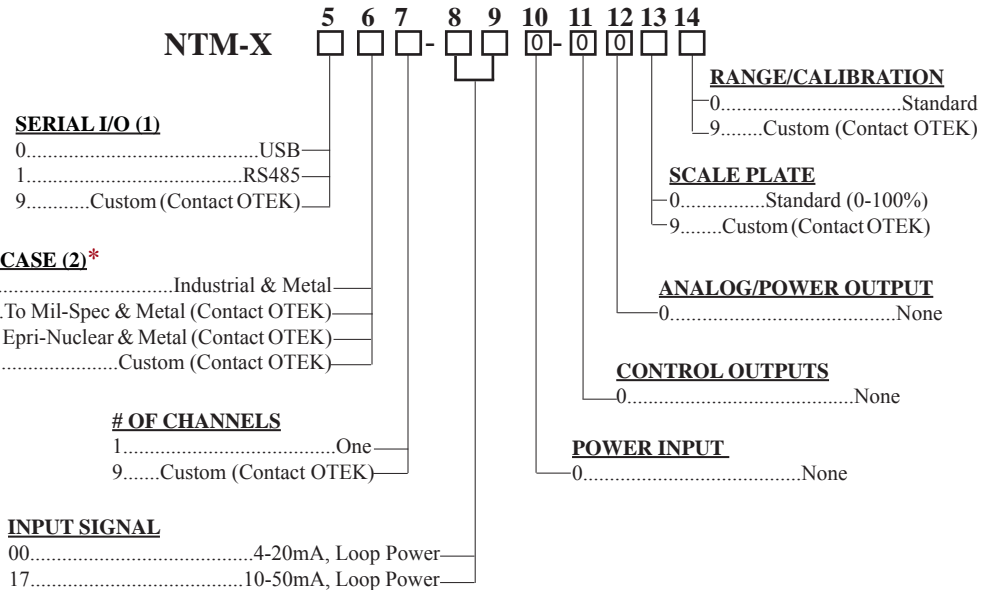 5 6 7 8 9 10 11 12 13 14
NTM-X - 0 - 0 0
RANGE/CALIBRATION
0...............................Standard
9........Custom (Contact OTEK)
SERIAL I/O (1)
0.........................................USB
1......................................RS485
9...........Custom (Contact OTEK)
SCALE PLATE
0...............Standard (0-100%)
9........Custom (Contact OTEK)
CASE (2)*
...............................Industrial & Metal
.To Mil-Spec & Metal (Contact OTEK)
Epri-Nuclear & Metal (Contact OTEK)
.....................Custom (Contact OTEK)
ANALOG/POWER OUTPUT
0........................................None
CONTROL OUTPUTS
0........................................None
# OF CHANNELS
1.....................................One
9.......Custom (Contact OTEK)
POWER INPUT
0.......................................None
INPUT SIGNAL
00.......................................4-20mA, Loop Power
17.....................................10-50mA, Loop Power